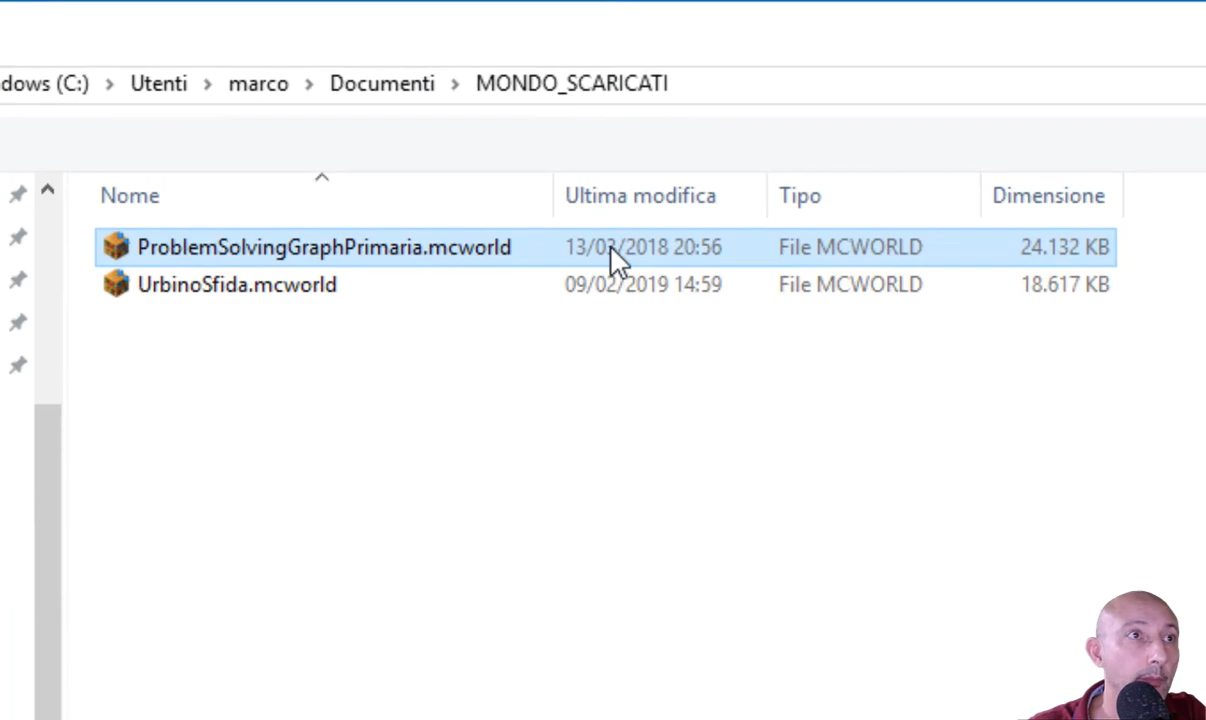 dows (C:) > Utenti > marco > Documenti > MONDO_SCARICATI
Nome Ultima modifica Tipo Dimensione
ProblemSolvingGraphPrimaria.mcworld 20:56 File MCWORLD 24.132 KB
UrbinoSfida.mcworld 09/02/2019 14:59 File MCWORLD 18.617 KB